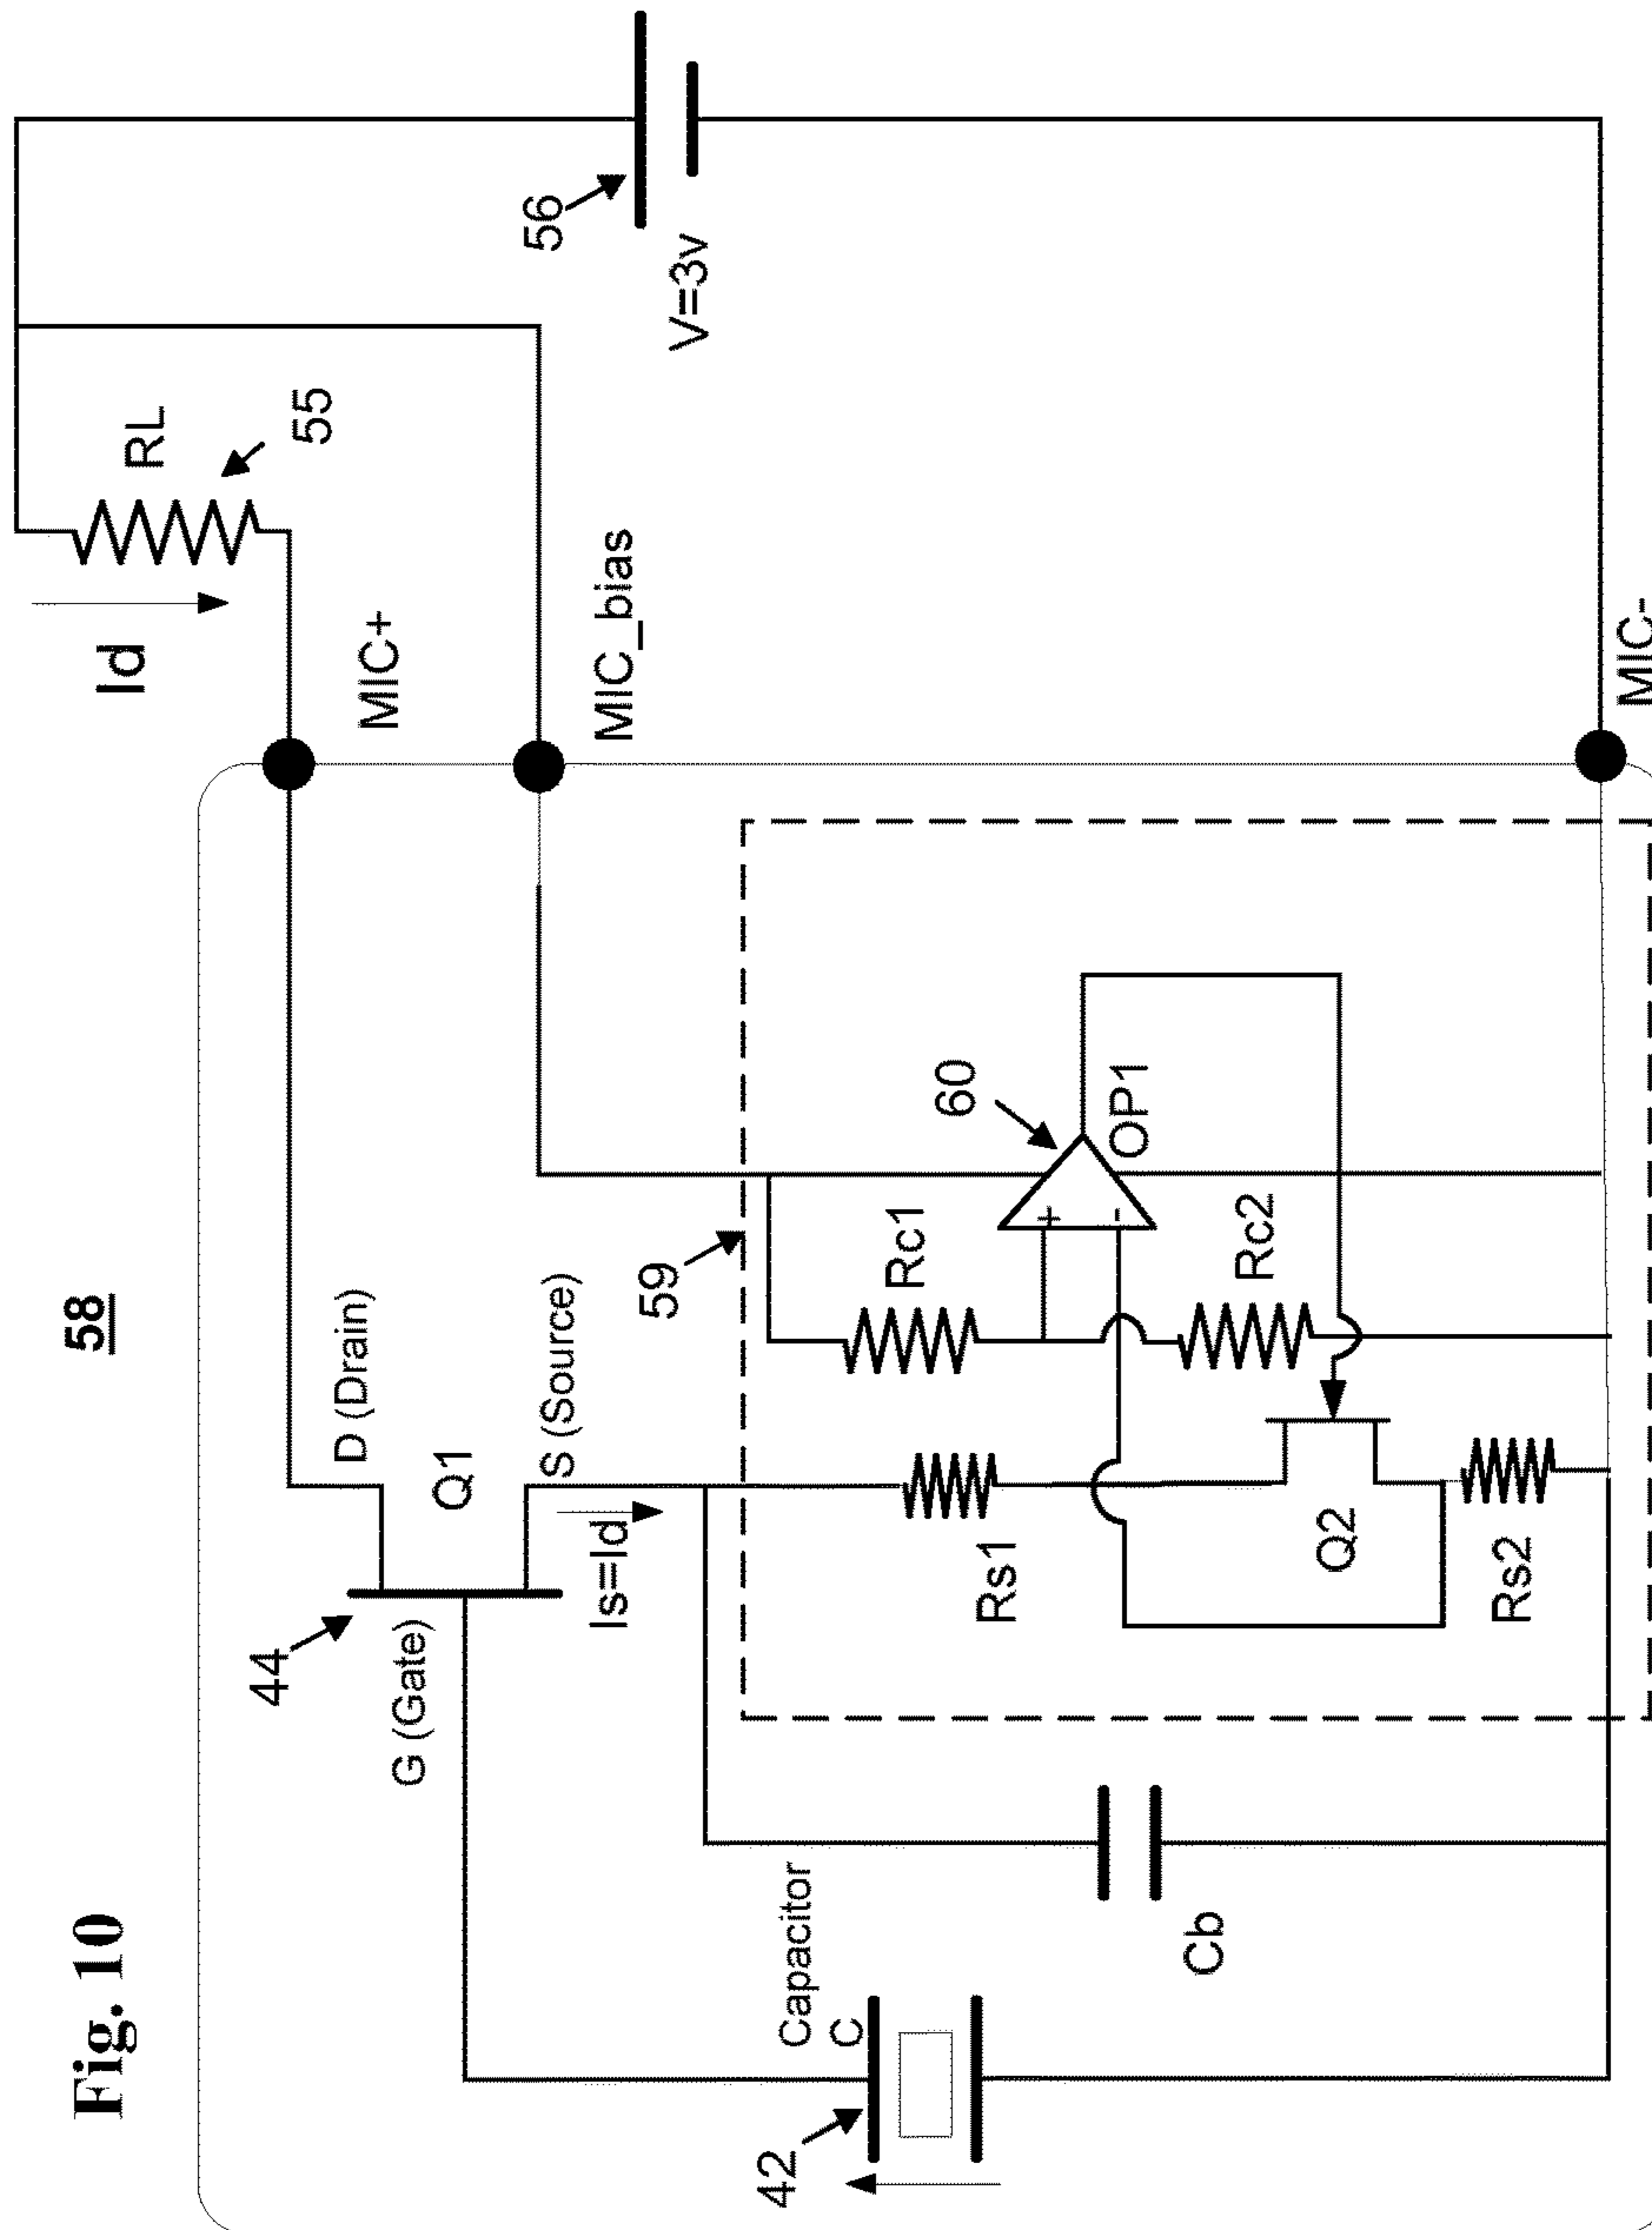 Fig. 10
58
44
D (Drain)
Q1
G (Gate)
S (Source)
Is=Id
Id
RL
55
MIC+
MIC_bias
56
V=3v
42
Capacitor
C
Cb
59
Rc1
60
+
-
OP1
Rc2
Rs1
Q2
Rs2
MIC-